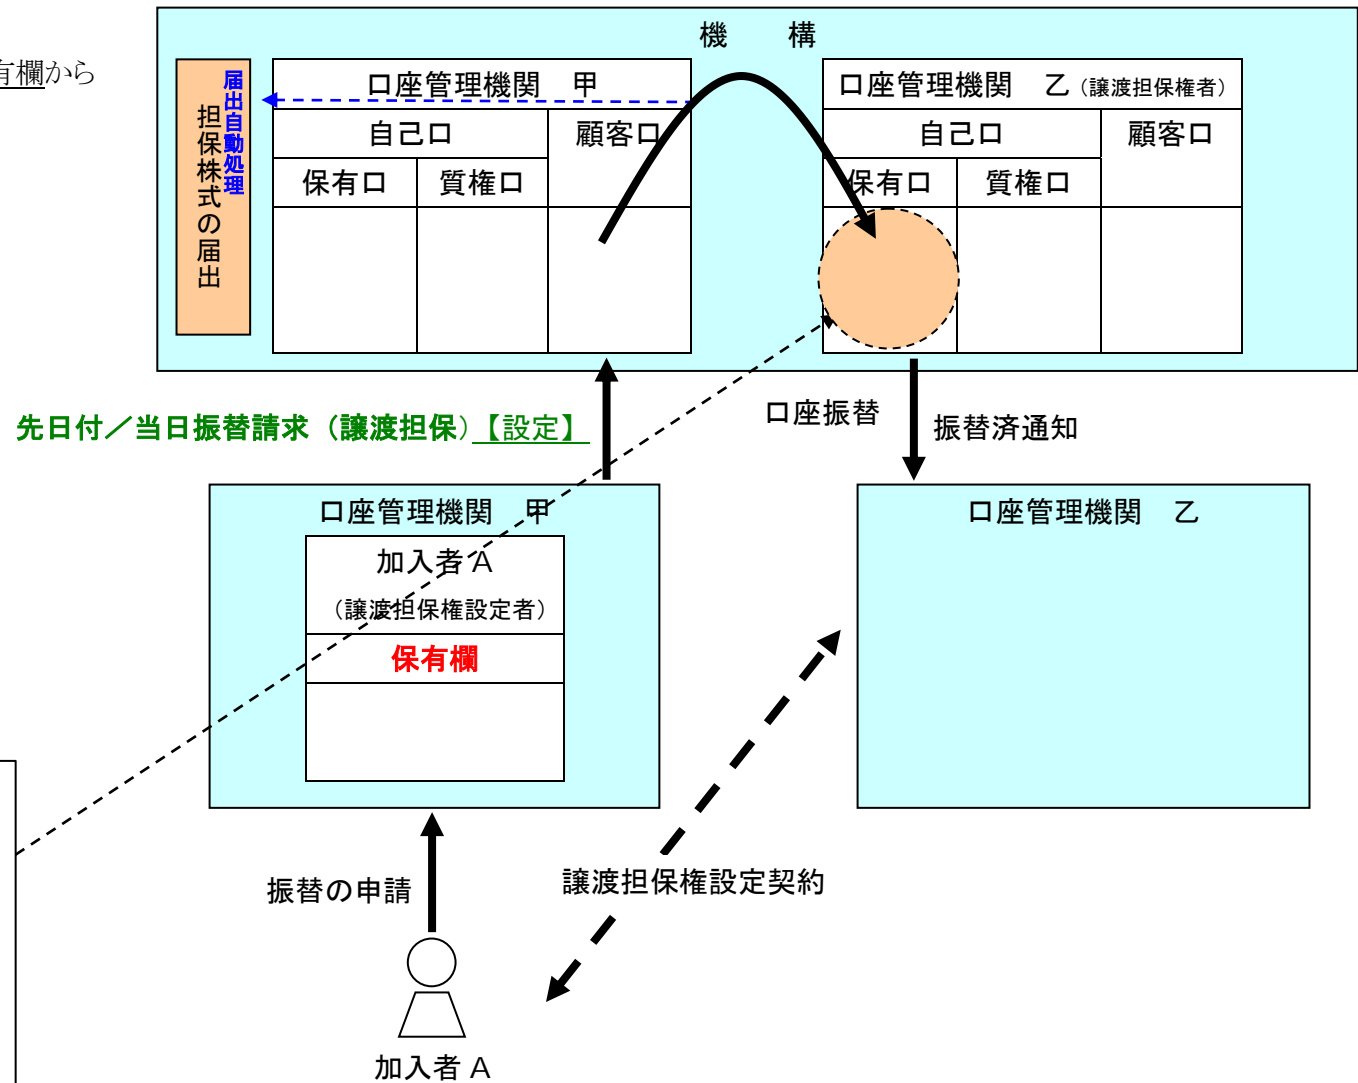 機　構
有欄から
口座管理機関　甲
口座管理機関　乙（譲渡担保権者）
届出自動処理
担保株式の届出
自己口
顧客口
自己口
顧客口
保有口
質権口
保有口
質権口
先日付／当日振替請求（譲渡担保）【設定】
口座振替
振替済通知
口座管理機関　甲
口座管理機関　乙
加入者A
（譲渡担保権設定者）
保有欄
振替の申請
譲渡担保権設定契約
加入者A